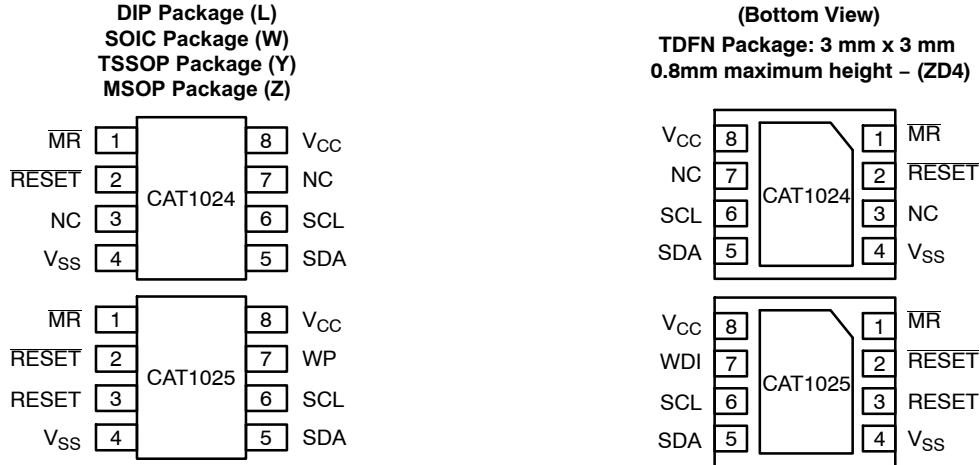 DIP Package (L)
SOIC Package (W)
TSSOP Package (Y)
MSOP Package (Z)
MR 1 8 VCC
RESET 2 7 NC
CAT1024
NC 3 6 SCL
VSS 4 5 SDA
MR 1 8 VCC
RESET 2 7 WP
CAT1025
RESET 3 6 SCL
VSS 4 5 SDA
(Bottom View)
TDFN Package: 3 mm x 3 mm
0.8mm maximum height – (ZD4)
VCC 8 1 MR
NC 7 2 RESET
CAT1024
SCL 6 3 NC
SDA 5 4 VSS
VCC 8 1 MR
WDI 7 2 RESET
CAT1025
SCL 6 3 RESET
SDA 5 4 VSS